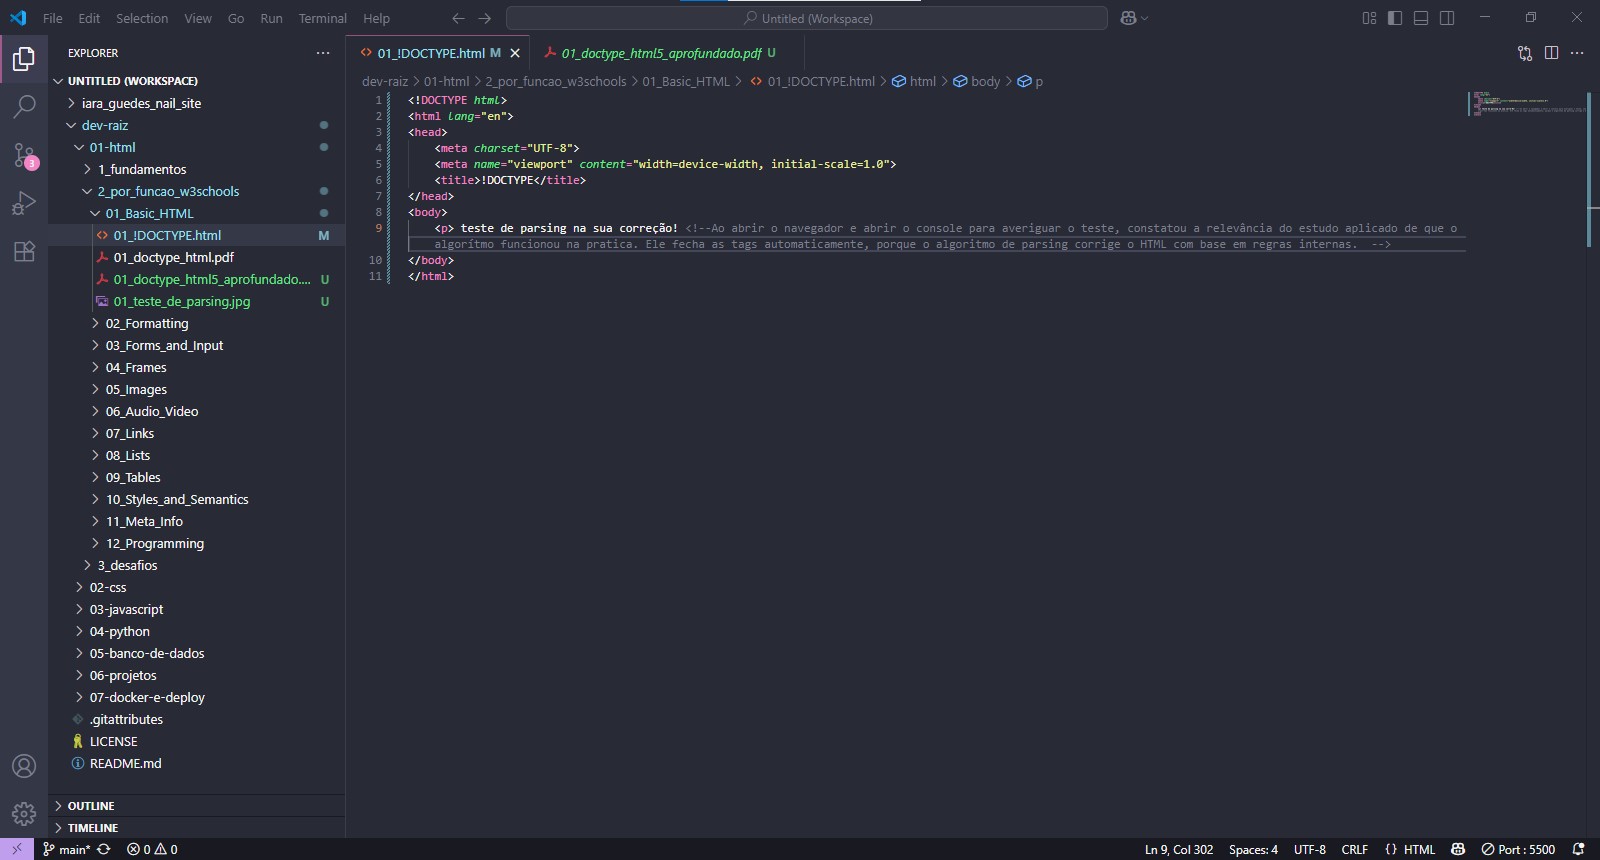 File Edit Selection View Go Run Terminal Help
Untitled (Workspace)
EXPLORER
UNTITLED (WORKSPACE)
iara_guedes_nail_site
dev-raiz
01-html
1_fundamentos
2_por_funcao_w3schools
01_Basic_HTML
01_!DOCTYPE.html M
01_doctype_html.pdf
01_doctype_html5_aprofundado.... U
01_teste_de_parsing.jpg U
02_Formatting
03_Forms_and_Input
04_Frames
05_Images
06_Audio_Video
07_Links
08_Lists
09_Tables
10_Styles_and_Semantics
11_Meta_Info
12_Programming
3_desafios
02-css
03-javascript
04-python
05-banco-de-dados
06-projetos
07-docker-e-deploy
.gitattributes
LICENSE
README.md
OUTLINE
TIMELINE
3
01_!DOCTYPE.html M
01_doctype_html5_aprofundado.pdf U
dev-raiz > 01-html > 2_por_funcao_w3schools > 01_Basic_HTML > 01_!DOCTYPE.html > html > body > p
1 <!DOCTYPE html>
2 <html lang="en">
3 <head>
4 <meta charset="UTF-8">
5 <meta name="viewport" content="width=device-width, initial-scale=1.0">
6 <title>!DOCTYPE</title>
7 </head>
8 <body>
9 <p> teste de parsing na sua correção! <!--Ao abrir o navegador e abrir o console para averiguar o teste, constatou a relevância do estudo aplicado de que o
algorítmo funcionou na pratica. Ele fecha as tags automaticamente, porque o algoritmo de parsing corrige o HTML com base em regras internas. -->
10 </body>
11 </html>
main* 0 0 Ln 9, Col 302 Spaces: 4 UTF-8 CRLF {} HTML Port : 5500